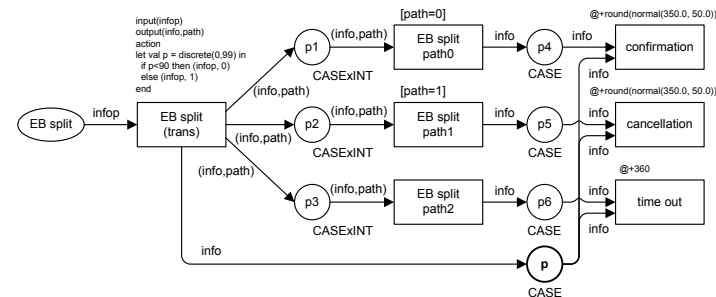 input(infop)
output(info,path)
action
let val p = discrete(0,99) in
if p<90 then (infop, 0)
else (infop, 1)
end
[path=0]
@+round(normal(350.0, 50.0))
p1
(info,path)
EB split
path0
info
p4
info
confirmation
CASExINT
CASE
info
(info,path)
[path=1]
@+round(normal(350.0, 50.0))
EB split
infop
EB split
(trans)
(info,path)
p2
(info,path)
EB split
path1
info
p5
info
cancellation
CASExINT
CASE
info
(info,path)
@+360
p3
(info,path)
EB split
path2
info
p6
info
time out
CASExINT
CASE
info
info
p
CASE